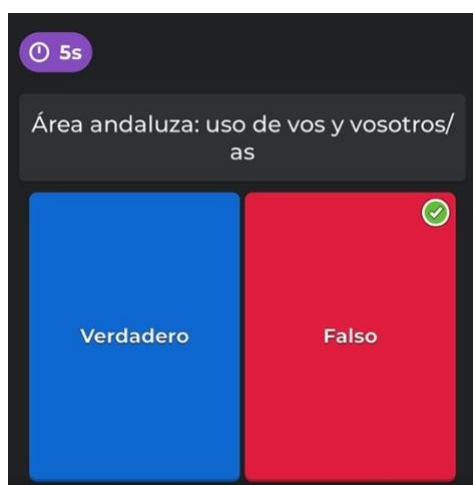 5s
Área andaluza: uso de vos y vosotros/
as
Verdadero
Falso